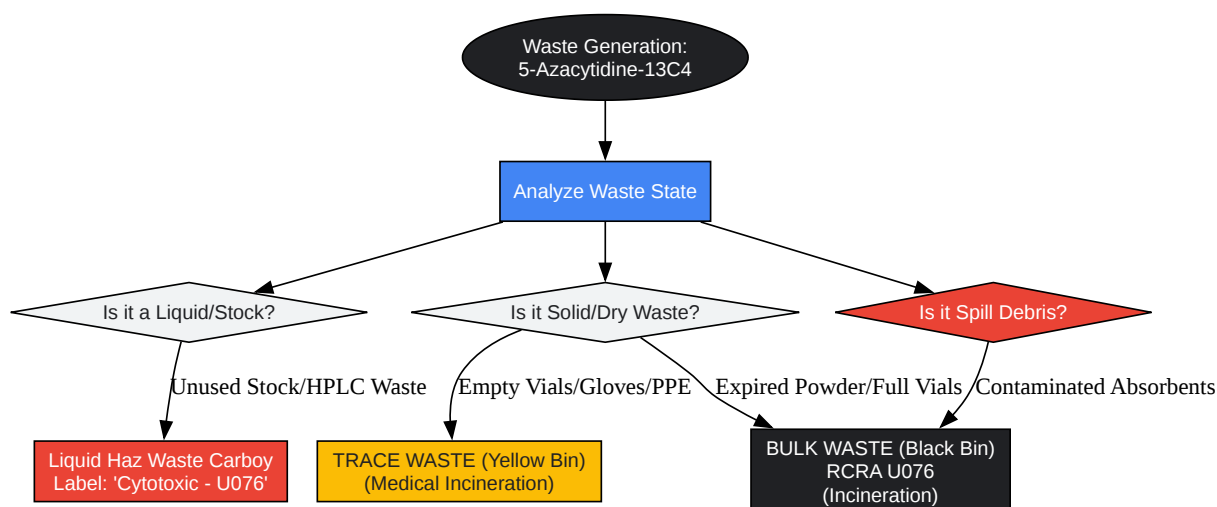 Waste Generation:
5-Azacytidine-13C4
Analyze Waste State
Is it a Liquid/Stock?
Is it Solid/Dry Waste?
Is it Spill Debris?
Unused Stock/HPLC Waste
Empty Vials/Gloves/PPE
Expired Powder/Full Vials
Contaminated Absorbents
Liquid Haz Waste Carboy
Label: 'Cytotoxic - U076'
TRACE WASTE (Yellow Bin)
(Medical Incineration)
BULK WASTE (Black Bin)
RCRA U076
(Incineration)